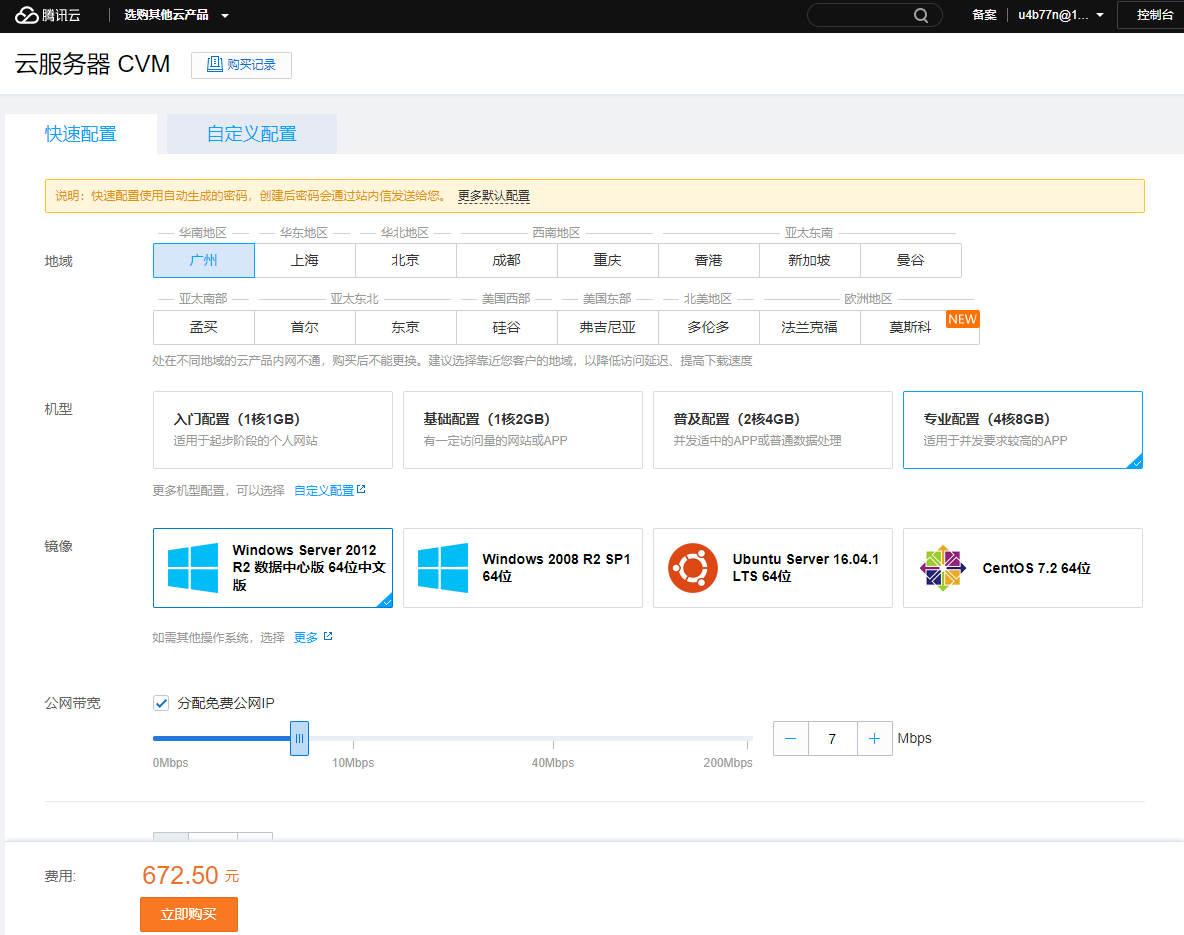 腾讯云 选购其他云产品 备案 u4b77n@1... 控制台
云服务器 CVM 购买记录
快速配置 自定义配置
说明：快速配置使用自动生成的密码，创建后密码会通过站内信发送给您。 更多默认配置
华南地区 华东地区 华北地区 西南地区 亚太东南
地域 广州 上海 北京 成都 重庆 香港 新加坡 曼谷
亚太南部 亚太东北 美国西部 美国东部 北美地区 欧洲地区
孟买 首尔 东京 硅谷 弗吉尼亚 多伦多 法兰克福 莫斯科 NEW
处在不同地域的云产品内网不通，购买后不能更换。建议选择靠近您客户的地域，以降低访问延迟、提高下载速度
机型
入门配置（1核1GB） 基础配置（1核2GB） 普及配置（2核4GB） 专业配置（4核8GB）
适用于起步阶段的个人网站 有一定访问量的网站或APP 并发适中的APP或普通数据处理 适用于并发要求较高的APP
更多机型配置，可以选择 自定义配置
镜像
Windows Server 2012
R2 数据中心版 64位中文
版
Windows 2008 R2 SP1
64位
Ubuntu Server 16.04.1
LTS 64位
CentOS 7.2 64位
如需其他操作系统，选择 更多
公网带宽 分配免费公网IP
7 Mbps
0Mbps 10Mbps 40Mbps 200Mbps
费用: 672.50 元
立即购买